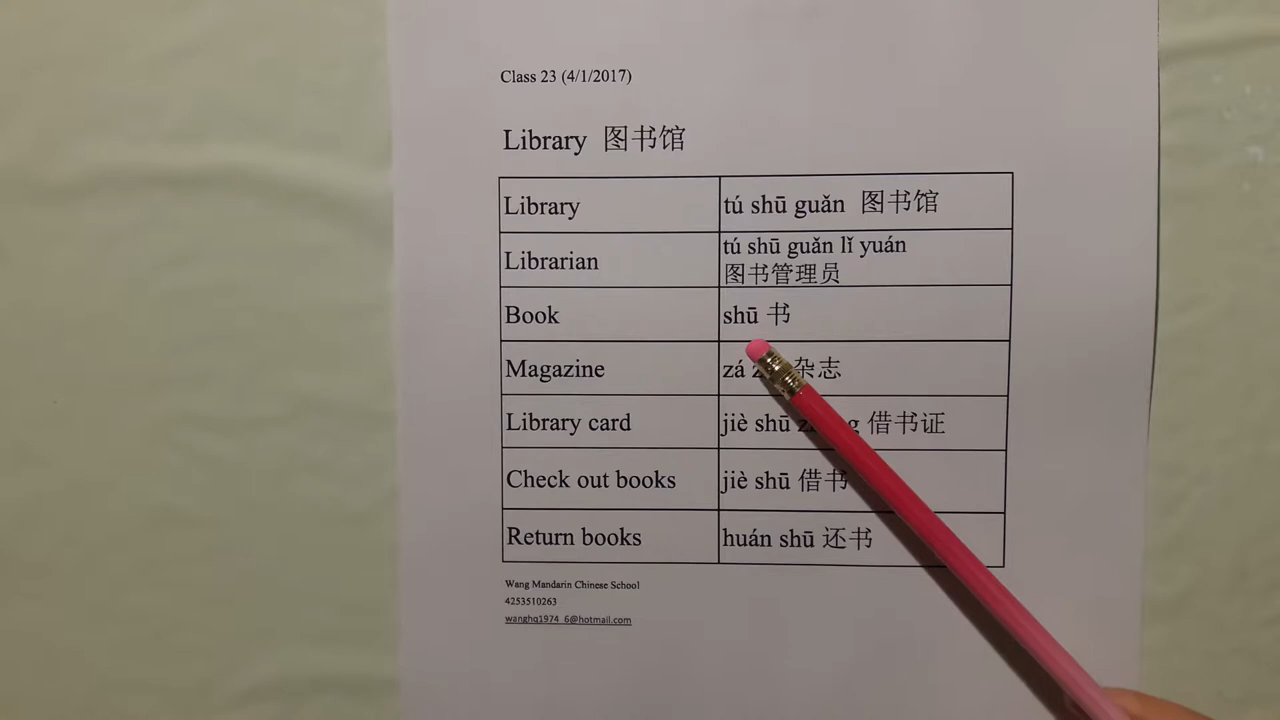 Class 23 (4/1/2017)
Library 图书馆
Library tú shū guǎn 图书馆
Librarian tú shū guǎn lǐ yuán
图书管理员
Book shū 书
Magazine zá 杂志
Library card jiè shū 借书证
Check out books jiè shū 借书
Return books huán shū 还书
Wang Mandarin Chinese School
4253510263
wanghq1974_6@hotmail.com